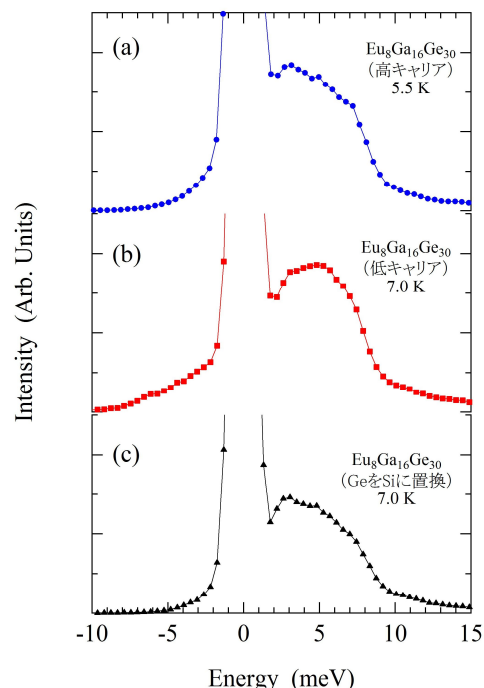 (a)
Eu8Ga16Ge30
(高キャリア)
5.5 K
(b)
Eu8Ga16Ge30
(低キャリア)
7.0 K
(c)
Eu8Ga16Ge30
(GeをSiに置換)
7.0 K
Intensity (Arb. Units)
-10 -5 0 5 10 15
Energy (meV)